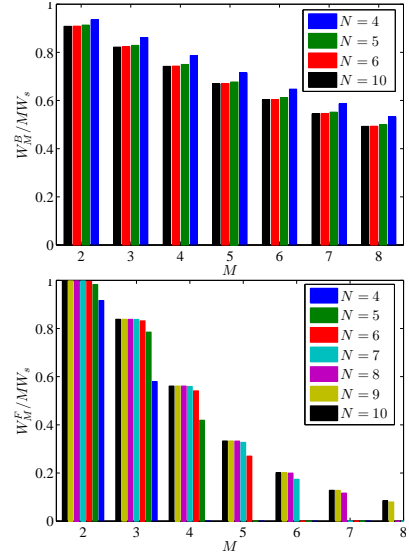 1
0.8
0.6
0.4
0.2
0
W_M^B/MW_s
N = 4
N = 5
N = 6
N = 10
2 3 4 5 6 7 8
M
1
0.8
0.6
0.4
0.2
0
W_M^F/MW_s
N = 4
N = 5
N = 6
N = 7
N = 8
N = 9
N = 10
2 3 4 5 6 7 8
M